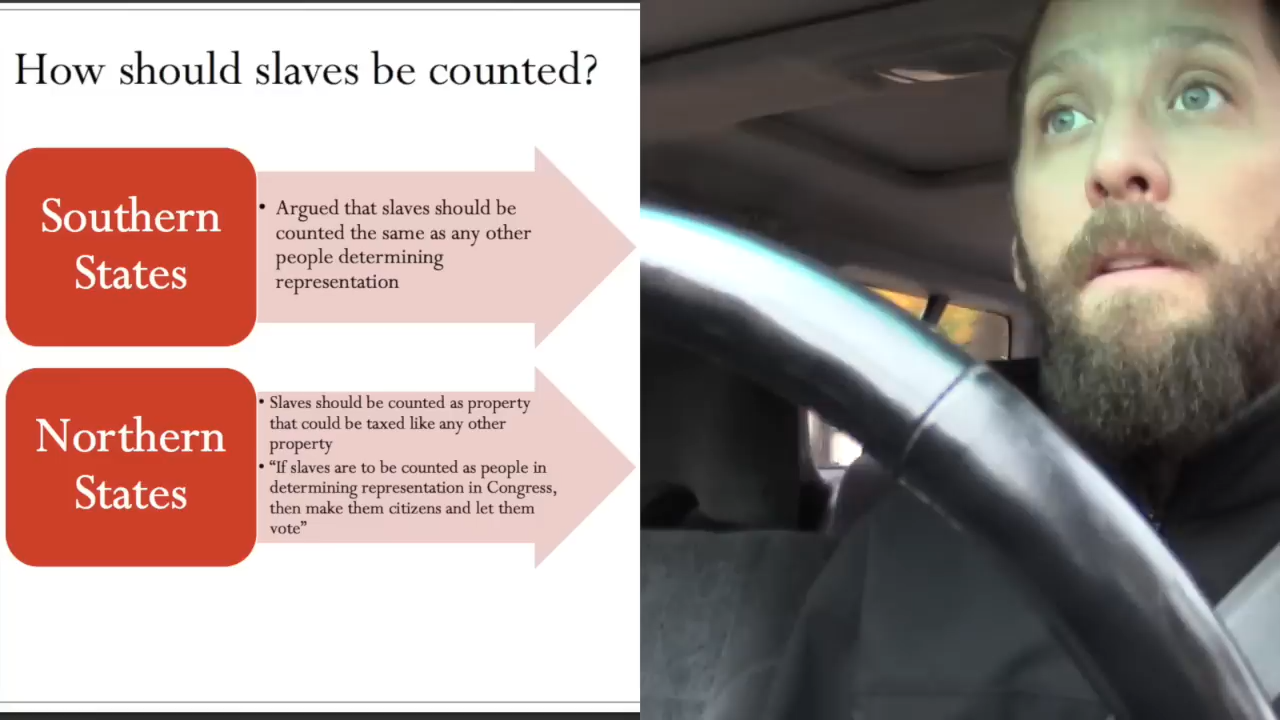 How should slaves be counted?
Southern
States
• Argued that slaves should be
counted the same as any other
people determining
representation
Northern
States
• Slaves should be counted as property
that could be taxed like any other
property
• “If slaves are to be counted as people in
determining representation in Congress,
then make them citizens and let them
vote”